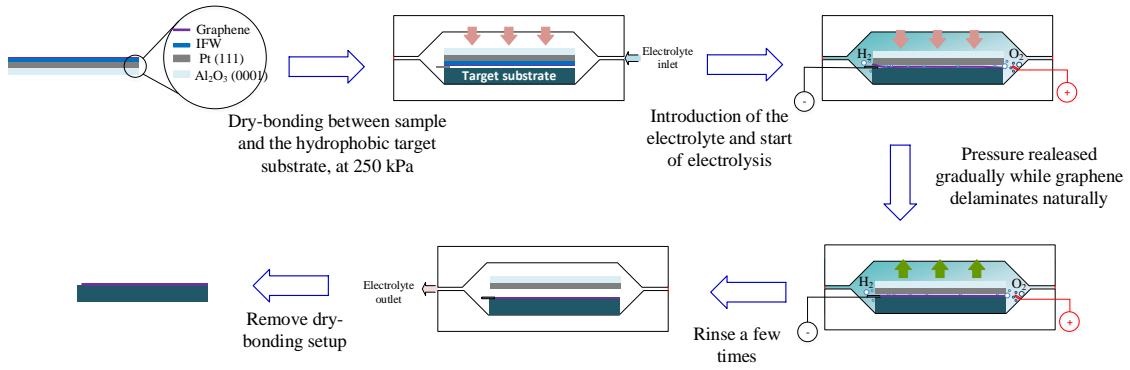 Graphene
IFW
Pt (111)
Al₂O₃ (0001)
Dry-bonding between sample
and the hydrophobic target
substrate, at 250 kPa
Target substrate
Electrolyte
inlet
Introduction of the
electrolyte and start
of electrolysis
H₂
O₂
-
+
Pressure realeased
gradually while graphene
delaminates naturally
H₂
O₂
-
+
Rinse a few
times
Electrolyte
outlet
Remove dry-
bonding setup